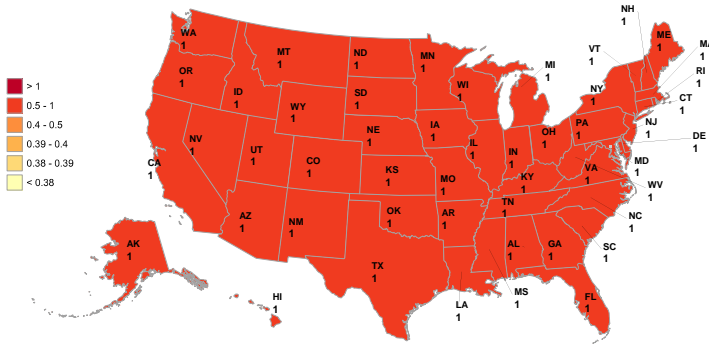 > 1
0.5 - 1
0.4 - 0.5
0.39 - 0.4
0.38 - 0.39
< 0.38
WA
1
OR
1
CA
1
NV
1
ID
1
MT
1
WY
1
UT
1
AZ
1
CO
1
NM
1
ND
1
SD
1
NE
1
KS
1
OK
1
TX
1
MN
1
IA
1
MO
1
AR
1
LA
1
WI
1
IL
1
MI
1
IN
1
OH
1
KY
1
TN
1
MS
1
AL
1
GA
1
FL
1
SC
1
NC
1
VA
1
WV
1
MD
1
DE
1
PA
1
NJ
1
NY
1
CT
1
RI
1
MA
1
VT
1
NH
1
ME
1
AK
1
HI
1